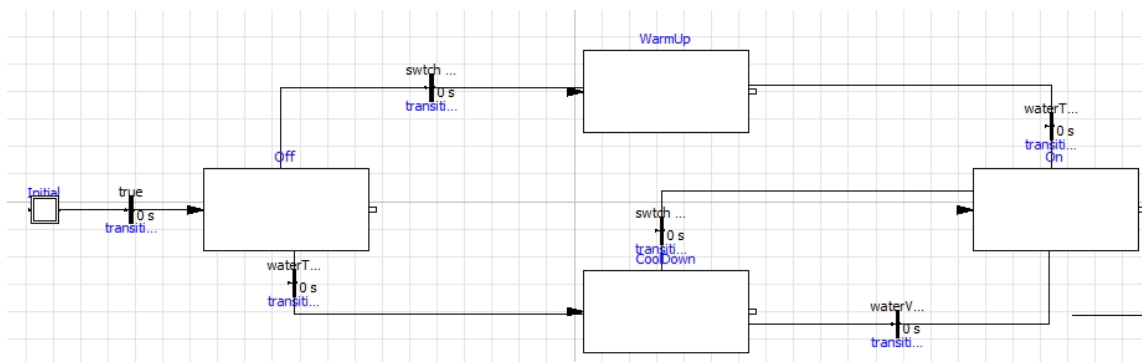 WarmUp
swtch ...
0 s
transiti...
waterT...
0 s
transiti...
On
Off
Initial
true
0 s
transiti...
swtch ...
0 s
transiti...
CoolDown
waterT...
0 s
transiti...
waterV...
0 s
transiti...